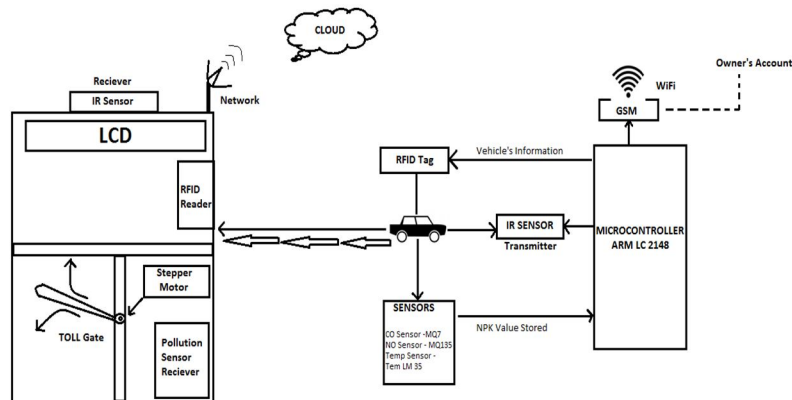 CLOUD
Owner's Account
Reciever
IR Sensor
Network
WiFi
GSM
LCD
RFID Tag
Vehicle's Information
RFID
Reader
IR SENSOR
Transmitter
MICROCONTROLLER
ARM LC 2148
Stepper
Motor
SENSORS
CO Sensor -MQ7
NO Sensor - MQ135
Temp Sensor -
Tem LM 35
NPK Value Stored
TOLL Gate
Pollution
Sensor
Reciever